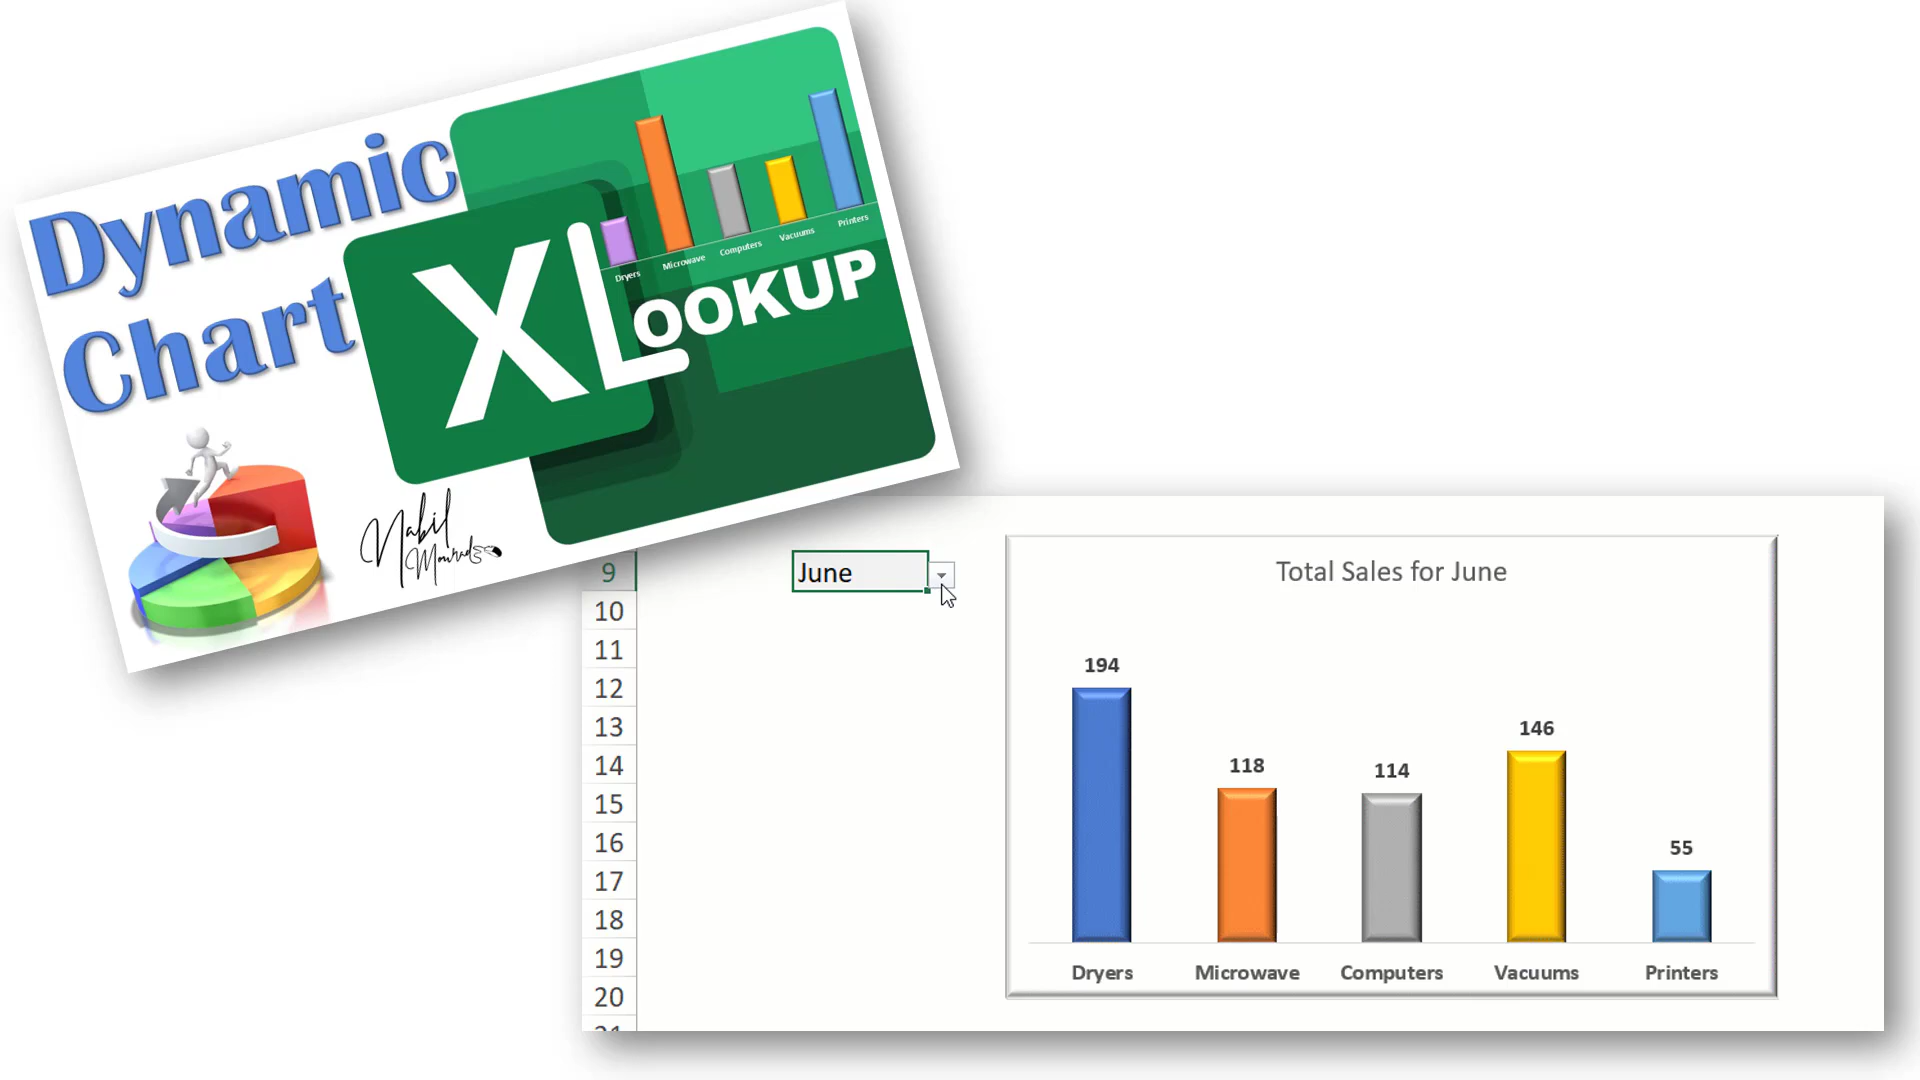 Dynamic
Chart
XLOOKUP
Dryers
Microwave
Computers
Vacuums
Printers
Nabil
Mourad
9
June
10
11
12
13
14
15
16
17
18
19
20
21
Total Sales for June
194
118
114
146
55
Dryers
Microwave
Computers
Vacuums
Printers